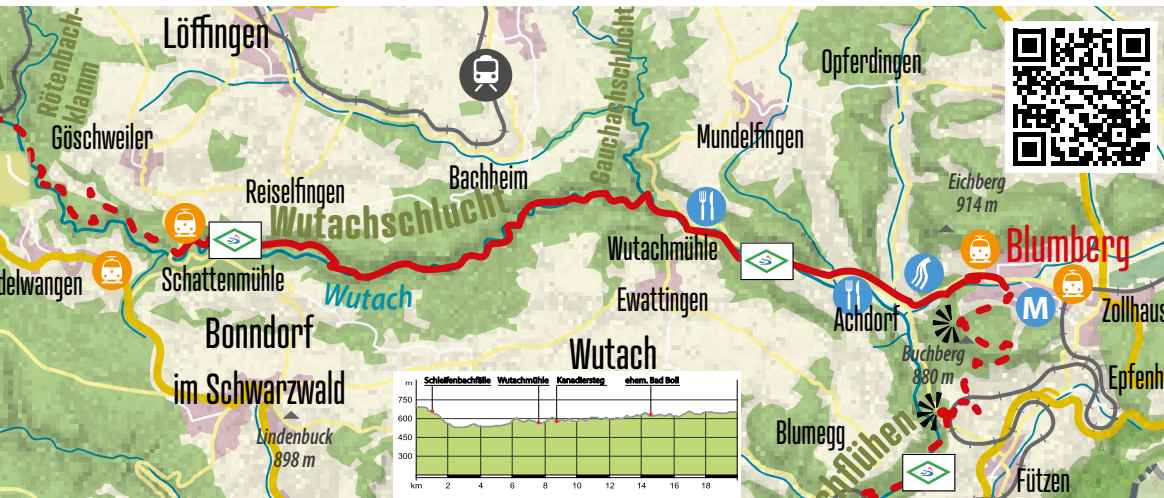 Löffingen
Rötenbach-
klamm
Göschweiler
Reiselfingen
Wutachschlucht
Bachheim
Gauchachschlucht
Opferdingen
Mundelfingen
Eichberg
914 m
Blumberg
Wutachmühle
Schattenmühle
delwangen
Wutach
Ewattingen
Achdorf
M
Zollhaus
Bonndorf
im Schwarzwald
Wutach
Buchberg
880 m
Epfenh
Lindenbuck
898 m
Blumegg
chflühen
Fützen
m
Schleifenbachfälle Wutachmühle Kanadiersteg ehem. Bad Boll
750
600
450
300
km 2 4 6 8 10 12 14 16 18